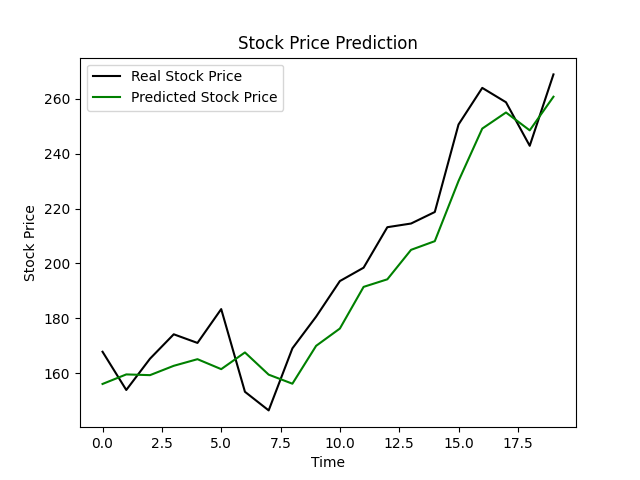 Stock Price Prediction
Real Stock Price
Predicted Stock Price
260
240
220
200
180
160
Stock Price
0.0 2.5 5.0 7.5 10.0 12.5 15.0 17.5
Time